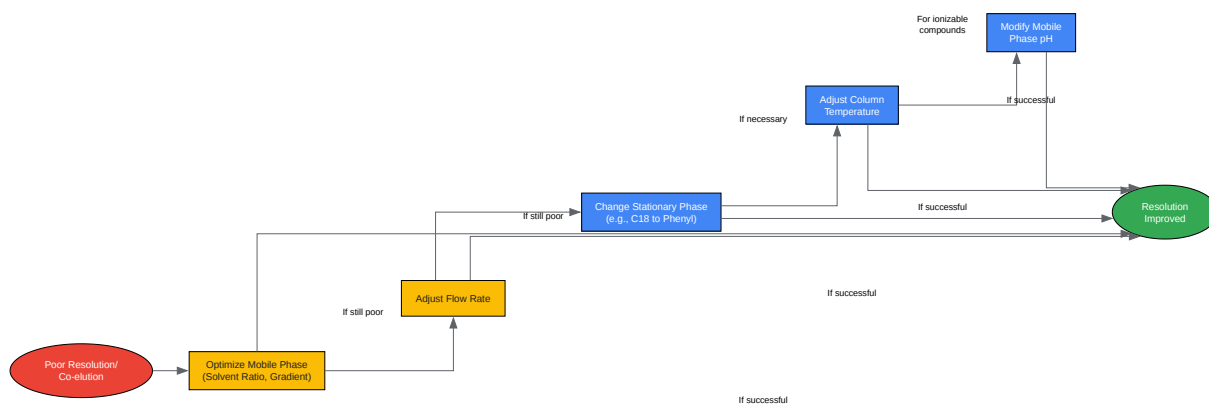 For ionizable
compounds
Modify Mobile
Phase pH
Adjust Column
Temperature
If successful
If necessary
Change Stationary Phase
(e.g., C18 to Phenyl)
If still poor
If successful
Resolution
Improved
Adjust Flow Rate
If still poor
If successful
Poor Resolution/
Co-elution
Optimize Mobile Phase
(Solvent Ratio, Gradient)
If successful